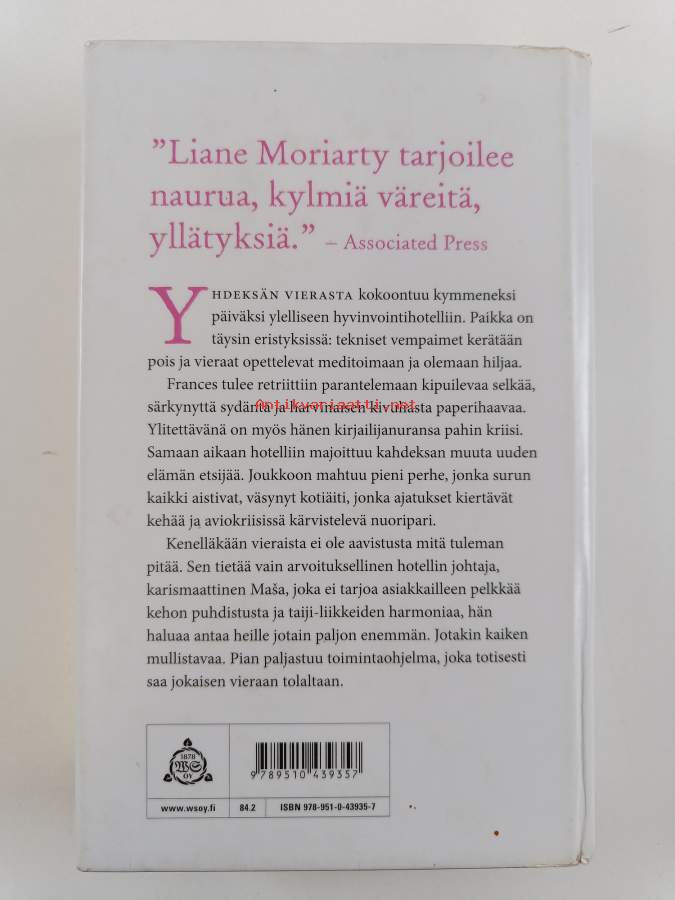 ”Liane Moriarty tarjoilee
naurua, kylmiä väreitä,
yllätyksiä.” – Associated Press
YHDEKSÄN VIERASTA kokoontuu kymmeneksi
päiväksi ylelliseen hyvinvointihotelliin. Paikka on
täysin eristyksissä: tekniset vempaimet kerätään
pois ja vieraat opettelevat meditoimaan ja olemaan hiljaa.
Frances tulee retriittiin parantelemaan kipuilevaa selkää,
särkynyttä sydäntä ja harvinaisen kivuliasta paperihaavaa.
Antikvariaatti.net
Ylitettävänä on myös hänen kirjailijanuransa pahin kriisi.
Samaan aikaan hotelliin majoittuu kahdeksan muuta uuden
elämän etsijää. Joukkoon mahtuu pieni perhe, jonka surun
kaikki aistivat, väsynyt kotiäiti, jonka ajatukset kiertävät
kehää ja aviokriisissä kärvistelevä nuoripari.
Kenelläkään vieraista ei ole aavistusta mitä tuleman
pitää. Sen tietää vain arvoituksellinen hotellin johtaja,
karismaattinen Maša, joka ei tarjoa asiakkailleen pelkkää
kehon puhdistusta ja taiji-liikkeiden harmoniaa, hän
haluaa antaa heille jotain paljon enemmän. Jotakin kaiken
mullistavaa. Pian paljastuu toimintaohjelma, joka totisesti
saa jokaisen vieraan tolaltaan.
1878
WS
OY
9 789510 439357
www.wsoy.fi 84.2 ISBN 978-951-0-43935-7